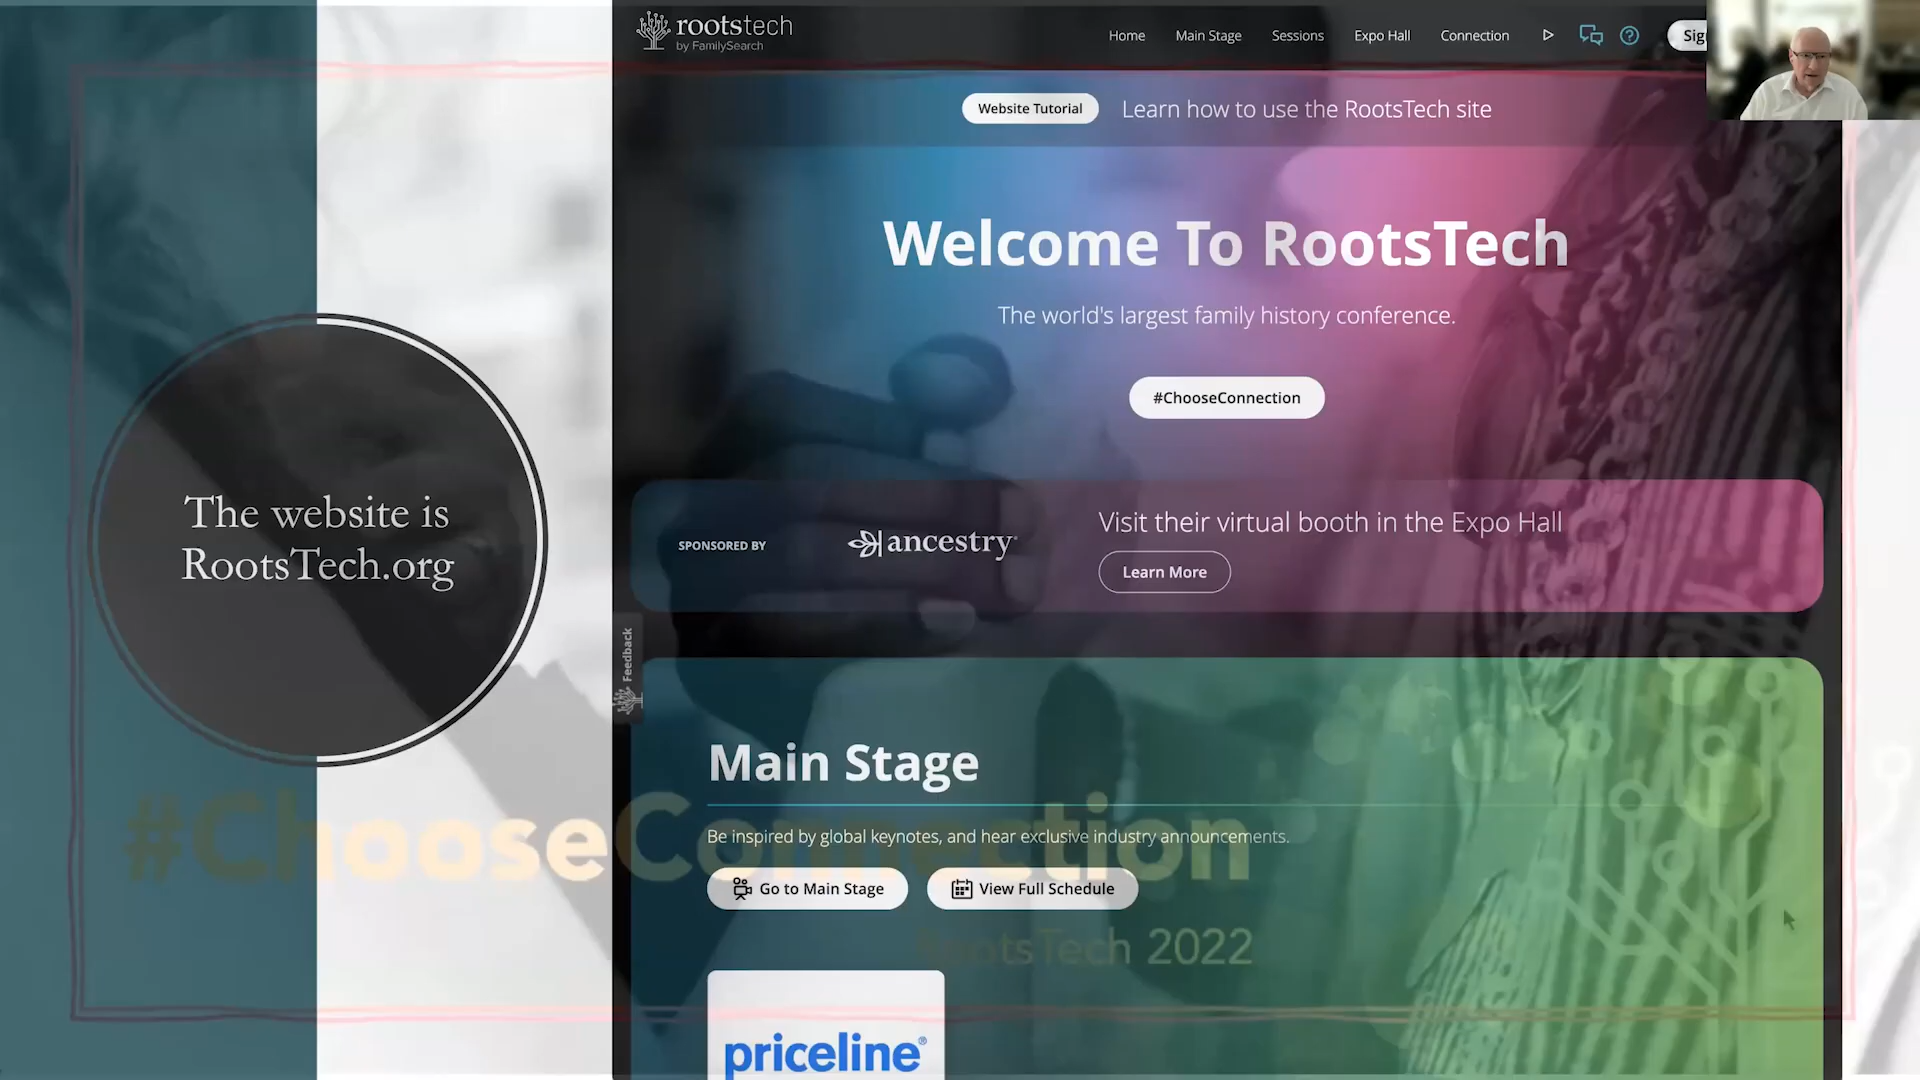 rootstech
by FamilySearch
Home
Main Stage
Sessions
Expo Hall
Connection
Website Tutorial
Learn how to use the RootsTech site
Welcome To RootsTech
The world's largest family history conference.
#ChooseConnection
The website is
RootsTech.org
SPONSORED BY
ancestry
Visit their virtual booth in the Expo Hall
Learn More
Feedback
Main Stage
#ChooseConnection
Be inspired by global keynotes, and hear exclusive industry announcements.
Go to Main Stage
View Full Schedule
RootsTech 2022
priceline®